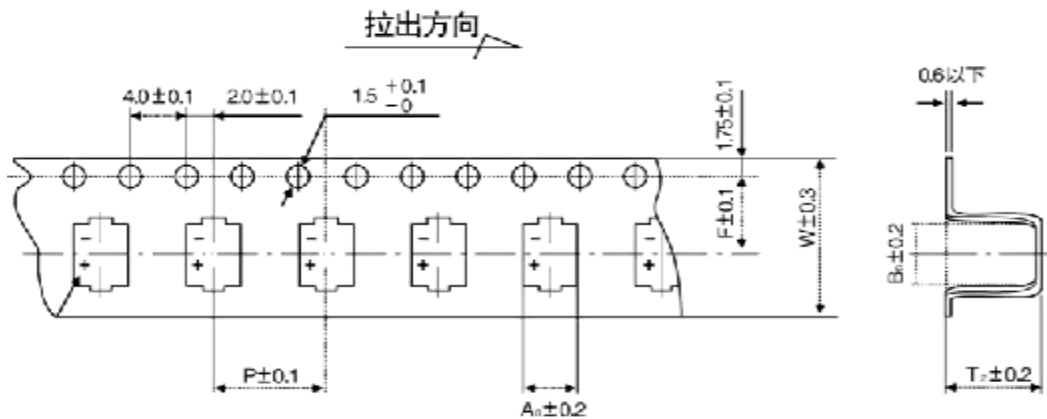 拉出方向
4.0±0.1
2.0±0.1
1.5 +0.1 -0
1.75±0.1
0.6以下
F±0.1
W±0.3
B₀±0.2
- - - - - -
+ + + + + +
P±0.1
A₀±0.2
T₂±0.2